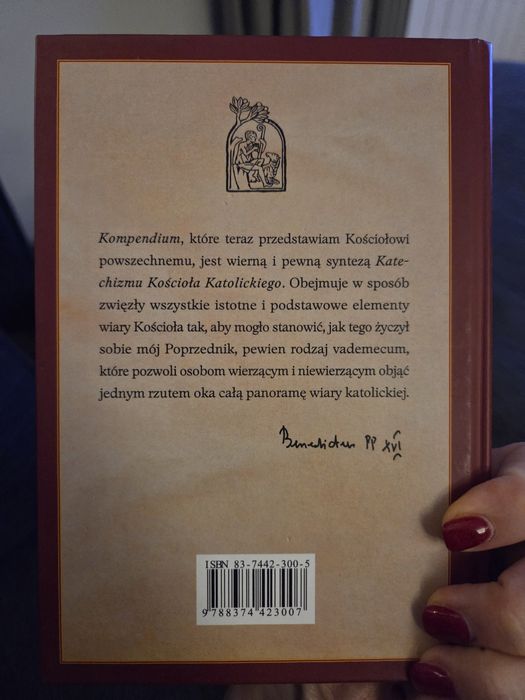 Kompendium, które teraz przedstawiam Kościołowi
powszechnemu, jest wierną i pewną syntezą Kate-
chizmu Kościoła Katolickiego. Obejmuje w sposób
zwięzły wszystkie istotne i podstawowe elementy
wiary Kościoła tak, aby mogło stanowić, jak tego życzył
sobie mój Poprzednik, pewien rodzaj vademecum,
które pozwoli osobom wierzącym i niewierzącym objąć
jednym rzutem oka całą panoramę wiary katolickiej.
Benedictus PP XVI
ISBN 83-7442-300-5
9 788374 423007